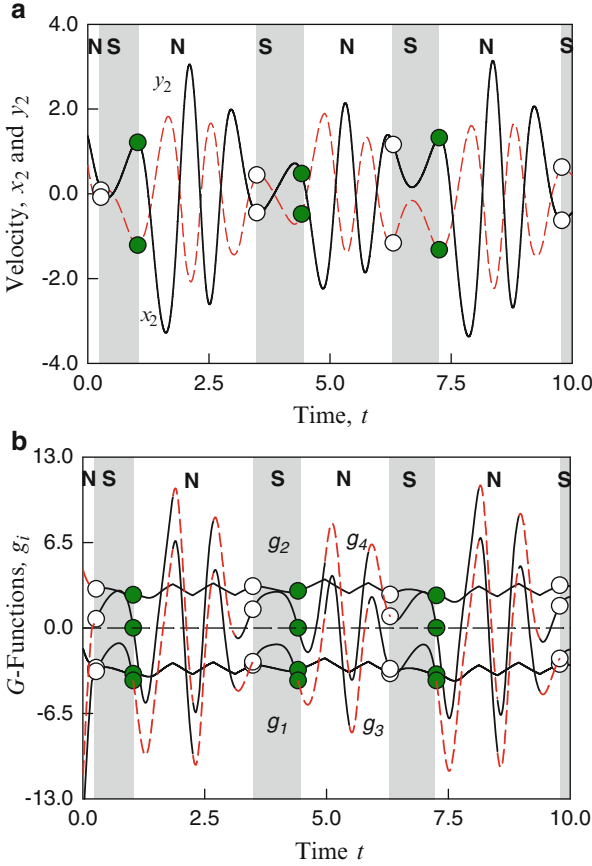 a
4.0
2.0
0.0
-2.0
-4.0
Velocity, x₂ and y₂
N S N S N S N S
y₂
x₂
0.0 2.5 5.0 7.5 10.0
Time, t
b
13.0
6.5
0.0
-6.5
-13.0
G-Functions, gᵢ
N S N S N S N S
g₂ g₄
g₁ g₃
0.0 2.5 5.0 7.5 10.0
Time t